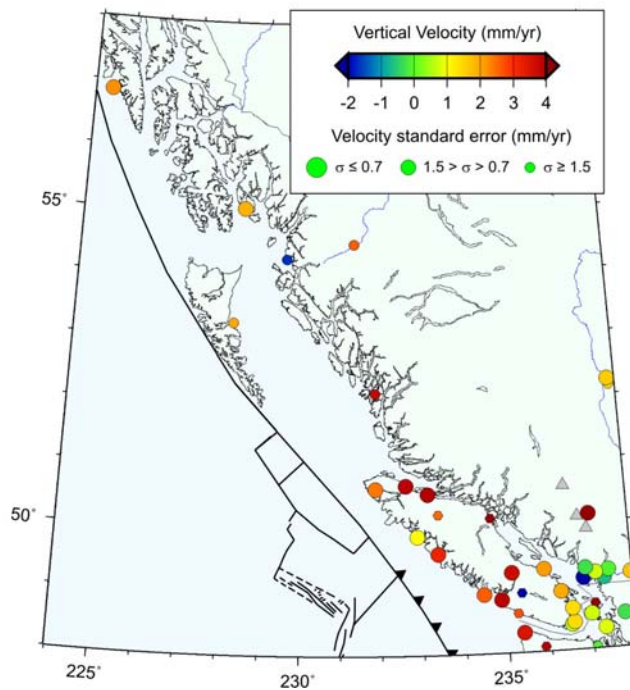 Vertical Velocity (mm/yr)
-2 -1 0 1 2 3 4
Velocity standard error (mm/yr)
σ ≤ 0.7 1.5 > σ > 0.7 σ ≥ 1.5
55°
50°
225° 230° 235°